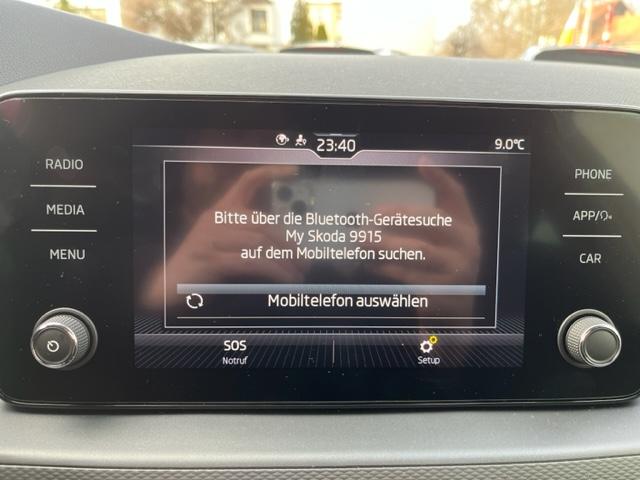 23:40
9.0°C
RADIO
MEDIA
MENU
PHONE
APP/
CAR
Bitte über die Bluetooth-Gerätesuche
My Skoda 9915
auf dem Mobiltelefon suchen.
Mobiltelefon auswählen
SOS
Notruf
Setup